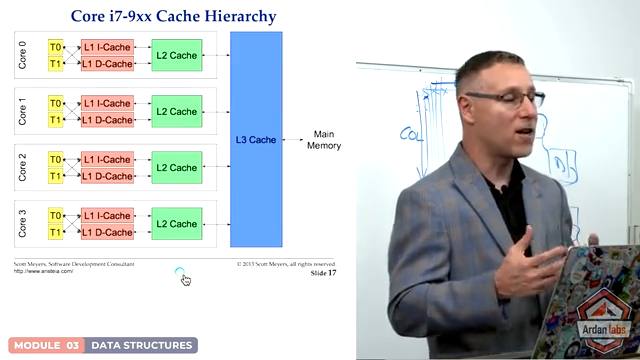 Core i7-9xx Cache Hierarchy
Core 0
T0
T1
L1 I-Cache
L1 D-Cache
L2 Cache
Core 1
T0
T1
L1 I-Cache
L1 D-Cache
L2 Cache
Core 2
T0
T1
L1 I-Cache
L1 D-Cache
L2 Cache
Core 3
T0
T1
L1 I-Cache
L1 D-Cache
L2 Cache
L3 Cache
Main
Memory
Scott Meyers, Software Development Consultant
http://www.aristeia.com/
© 2013 Scott Meyers, all rights reserved.
Slide 17
COL
Ardan labs
MODULE 03 DATA STRUCTURES